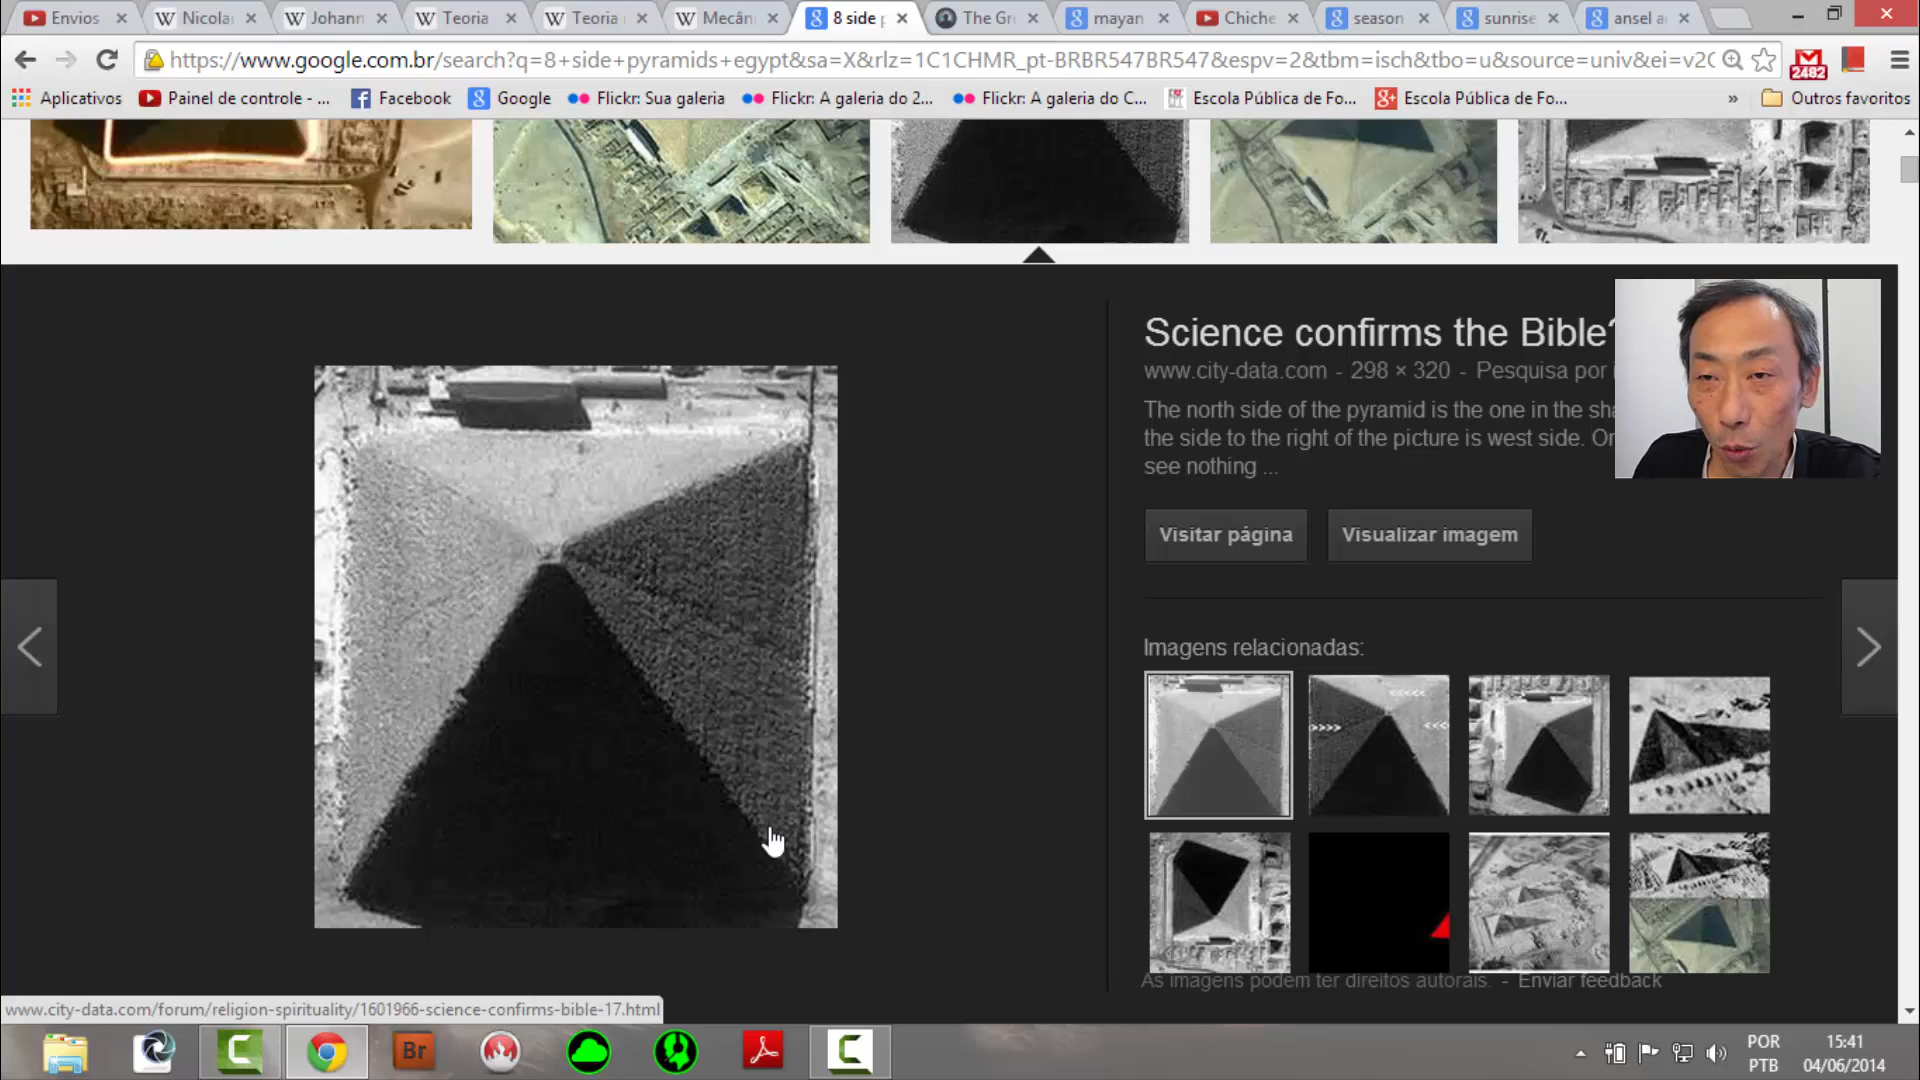 Envios
Nicola
Johann
Teoria
Teoria
Mecân
8 side p
The Gr
mayan
Chiche
season
sunrise
ansel a
https://www.google.com.br/search?q=8+side+pyramids+egypt&sa=X&rlz=1C1CHMR_pt-BRBR547BR547&espv=2&tbm=isch&tbo=u&source=univ&ei=v2C
2482
Aplicativos
Painel de controle - ...
Facebook
Google
Flickr: Sua galeria
Flickr: A galeria do 2...
Flickr: A galeria do C...
Escola Pública de Fo...
Escola Pública de Fo...
»
Outros favoritos
Science confirms the Bible?
www.city-data.com - 298 × 320 - Pesquisa por i
The north side of the pyramid is the one in the sha
the side to the right of the picture is west side. On
see nothing ...
Visitar página
Visualizar imagem
Imagens relacionadas:
As imagens podem ter direitos autorais. - Enviar feedback
www.city-data.com/forum/religion-spirituality/1601966-science-confirms-bible-17.html
Br
POR
PTB
15:41
04/06/2014